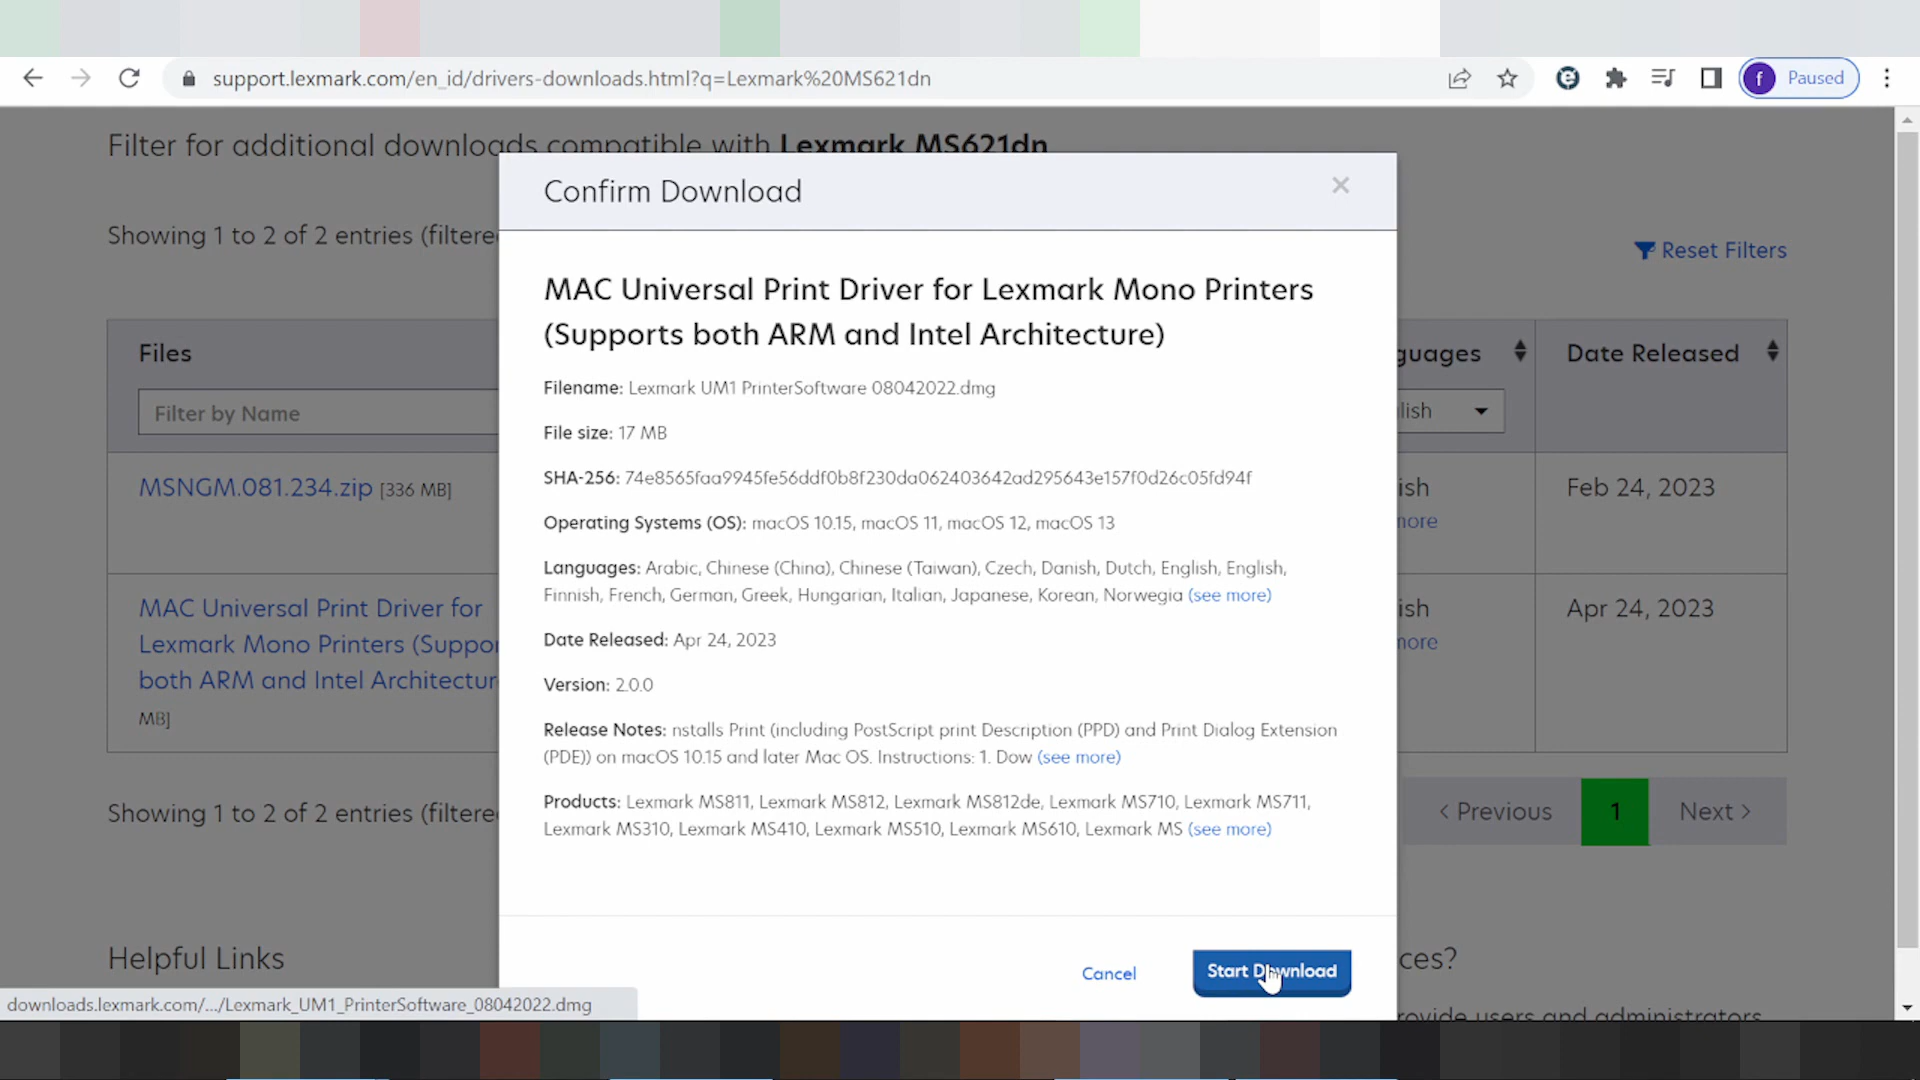 support.lexmark.com/en_id/drivers-downloads.html?q=Lexmark%20MS621dn
f Paused
Filter for additional downloads compatible with Lexmark MS621dn
Confirm Download
Showing 1 to 2 of 2 entries (filtere
Reset Filters
MAC Universal Print Driver for Lexmark Mono Printers
(Supports both ARM and Intel Architecture)
Files
guages
Date Released
Filename: Lexmark UM1 PrinterSoftware 08042022.dmg
Filter by Name
lish
File size: 17 MB
SHA-256: 74e8565faa9945fe56ddf0b8f230da062403642ad295643e157f0d26c05fd94f
MSNGM.081.234.zip [336 MB]
ish
Feb 24, 2023
more
Operating Systems (OS): macOS 10.15, macOS 11, macOS 12, macOS 13
Languages: Arabic, Chinese (China), Chinese (Taiwan), Czech, Danish, Dutch, English, English,
Finnish, French, German, Greek, Hungarian, Italian, Japanese, Korean, Norwegia (see more)
MAC Universal Print Driver for
Lexmark Mono Printers (Suppor
both ARM and Intel Architectur
MB]
ish
Apr 24, 2023
more
Date Released: Apr 24, 2023
Version: 2.0.0
Release Notes: nstalls Print (including PostScript print Description (PPD) and Print Dialog Extension
(PDE)) on macOS 10.15 and later Mac OS. Instructions: 1. Dow (see more)
Products: Lexmark MS811, Lexmark MS812, Lexmark MS812de, Lexmark MS710, Lexmark MS711,
Lexmark MS310, Lexmark MS410, Lexmark MS510, Lexmark MS610, Lexmark MS (see more)
Showing 1 to 2 of 2 entries (filtere
< Previous 1 Next >
Helpful Links
ces?
Cancel
Start Download
downloads.lexmark.com/.../Lexmark_UM1_PrinterSoftware_08042022.dmg
rovide users and administrators